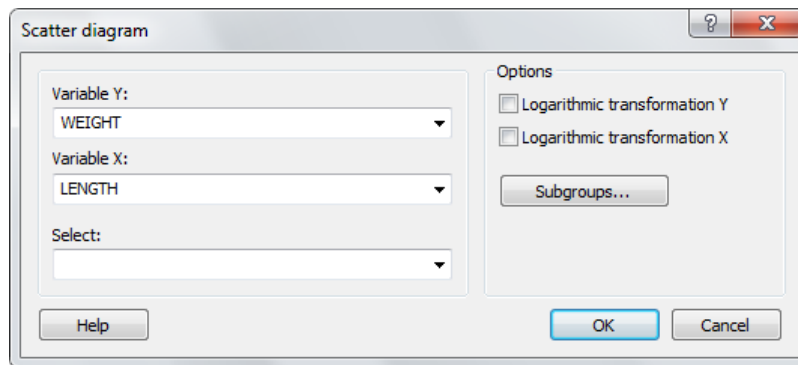 Scatter diagram
?
X
Variable Y:
WEIGHT
Variable X:
LENGTH
Select:
Options
Logarithmic transformation Y
Logarithmic transformation X
Subgroups...
Help
OK
Cancel